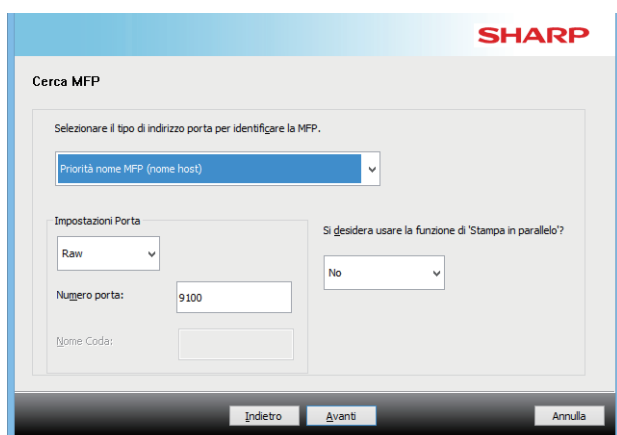 SHARP
Cerca MFP
Selezionare il tipo di indirizzo porta per identificare la MFP.
Priorità nome MFP (nome host)
Impostazioni Porta
Raw
Numero porta:
9100
Nome Coda:
Si desidera usare la funzione di 'Stampa in parallelo'?
No
Indietro
Avanti
Annulla